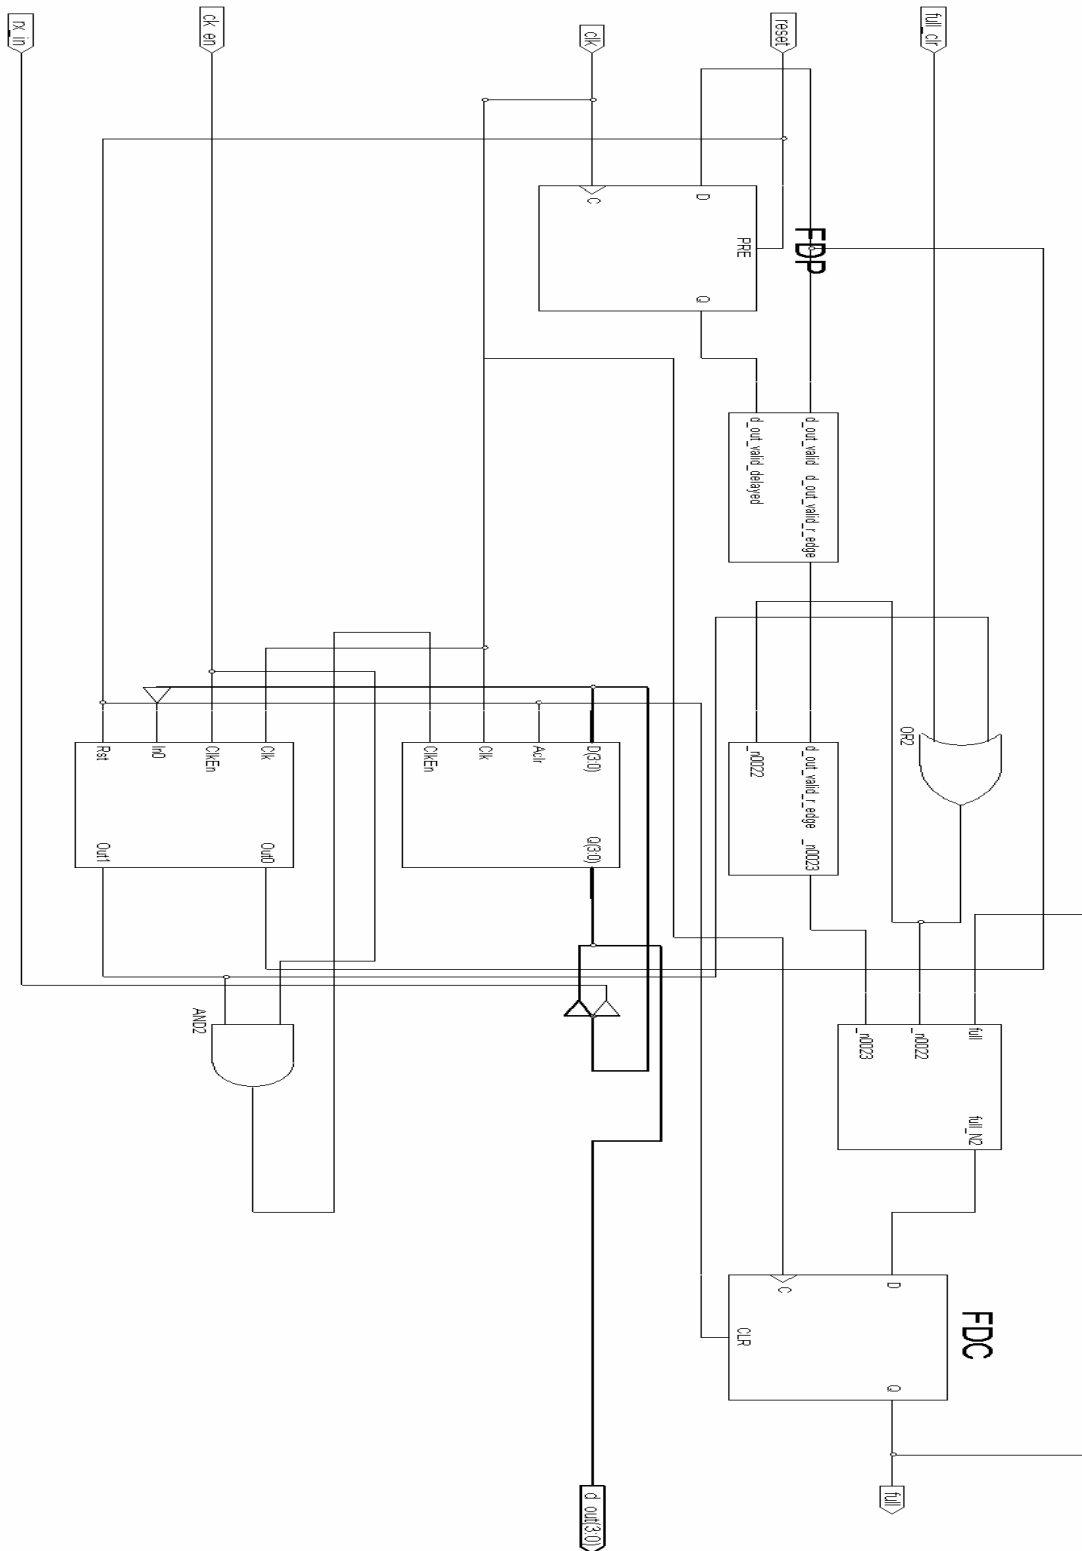 rx_in
ck_en
clk
reset
full_clr
D
C
PRE
Q
FDP
d_out_valid d_out_valid_r_edge
d_out_valid_delayed
OR2
d_out_valid_r_edge _n0023
_n0022
Rst
In0
ClkEn
Clk
Out1
Out0
ClkEn
Clk
Aclr
D(3:0)
Q(3:0)
AND2
full
_n0022
_n0023
full_N2
D
C
CLR
Q
FDC
d_out(3:0)
full